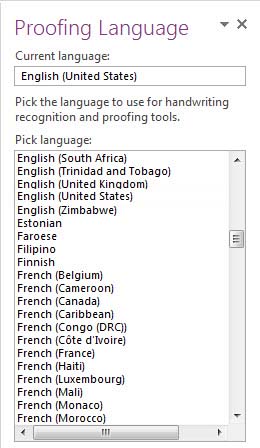 Proofing Language
Current language:
English (United States)
Pick the language to use for handwriting
recognition and proofing tools.
Pick language:
English (South Africa)
English (Trinidad and Tobago)
English (United Kingdom)
English (United States)
English (Zimbabwe)
Estonian
Faroese
Filipino
Finnish
French (Belgium)
French (Cameroon)
French (Canada)
French (Caribbean)
French (Congo (DRC))
French (Côte d'Ivoire)
French (France)
French (Haiti)
French (Luxembourg)
French (Mali)
French (Monaco)
French (Morocco)